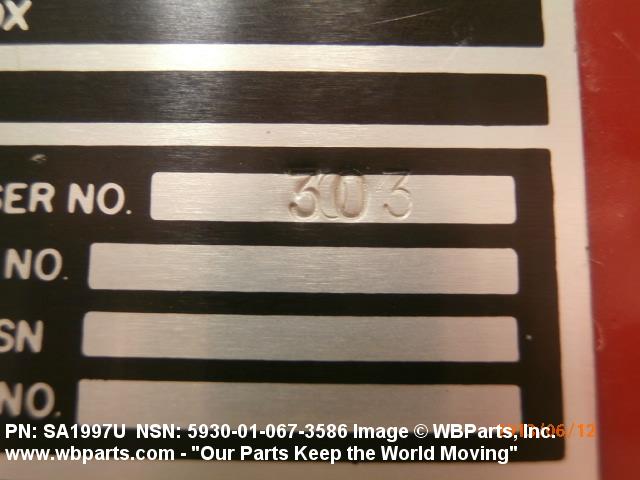 OX
SER NO. 303
NO.
SN
NO.
PN: SA1997U NSN: 5930-01-067-3586 Image © WBParts, Inc.
www.wbparts.com - "Our Parts Keep the World Moving"